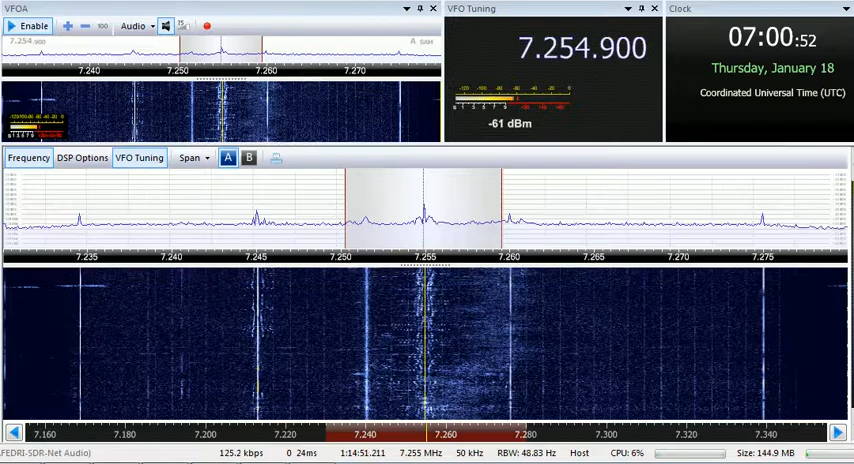 VFOA
VFO Tuning
Clock
Enable
100
Audio
7.254.900
A SAM
7.240
7.250
7.260
7.270
7.254.900
-61 dBm
07:00:52
Thursday, January 18
Coordinated Universal Time (UTC)
Frequency DSP Options VFO Tuning Span A B
7.235 7.240 7.245 7.250 7.255 7.260 7.265 7.270 7.275
7.160 7.180 7.200 7.220 7.240 7.260 7.280 7.300 7.320 7.340
AFEDRI-SDR-Net Audio) 125.2 kbps 0 24ms 1:14:51.211 7.255 MHz 50 kHz RBW: 48.83 Hz Host CPU: 6% Size: 144.9 MB